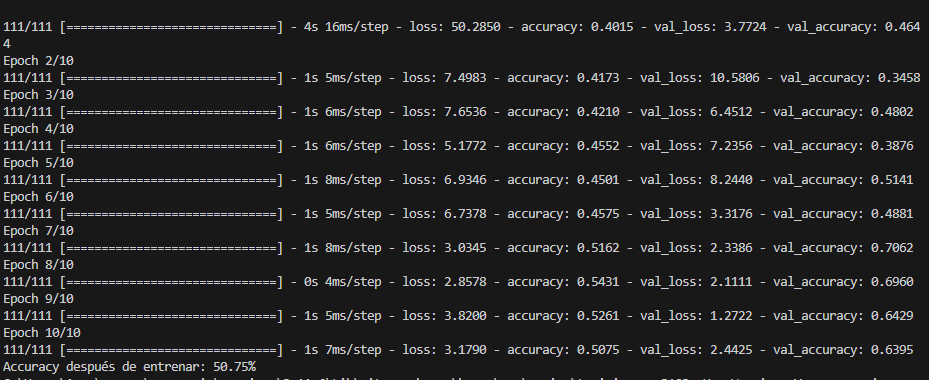 111/111 [==============================] - 4s 16ms/step - loss: 50.2850 - accuracy: 0.4015 - val_loss: 3.7724 - val_accuracy: 0.464
4
Epoch 2/10
111/111 [==============================] - 1s 5ms/step - loss: 7.4983 - accuracy: 0.4173 - val_loss: 10.5806 - val_accuracy: 0.3458
Epoch 3/10
111/111 [==============================] - 1s 6ms/step - loss: 7.6536 - accuracy: 0.4210 - val_loss: 6.4512 - val_accuracy: 0.4802
Epoch 4/10
111/111 [==============================] - 1s 6ms/step - loss: 5.1772 - accuracy: 0.4552 - val_loss: 7.2356 - val_accuracy: 0.3876
Epoch 5/10
111/111 [==============================] - 1s 8ms/step - loss: 6.9346 - accuracy: 0.4501 - val_loss: 8.2440 - val_accuracy: 0.5141
Epoch 6/10
111/111 [==============================] - 1s 5ms/step - loss: 6.7378 - accuracy: 0.4575 - val_loss: 3.3176 - val_accuracy: 0.4881
Epoch 7/10
111/111 [==============================] - 1s 8ms/step - loss: 3.0345 - accuracy: 0.5162 - val_loss: 2.3386 - val_accuracy: 0.7062
Epoch 8/10
111/111 [==============================] - 0s 4ms/step - loss: 2.8578 - accuracy: 0.5431 - val_loss: 2.1111 - val_accuracy: 0.6960
Epoch 9/10
111/111 [==============================] - 1s 5ms/step - loss: 3.8200 - accuracy: 0.5261 - val_loss: 1.2722 - val_accuracy: 0.6429
Epoch 10/10
111/111 [==============================] - 1s 7ms/step - loss: 3.1790 - accuracy: 0.5075 - val_loss: 2.4425 - val_accuracy: 0.6395
Accuracy después de entrenar: 50.75%